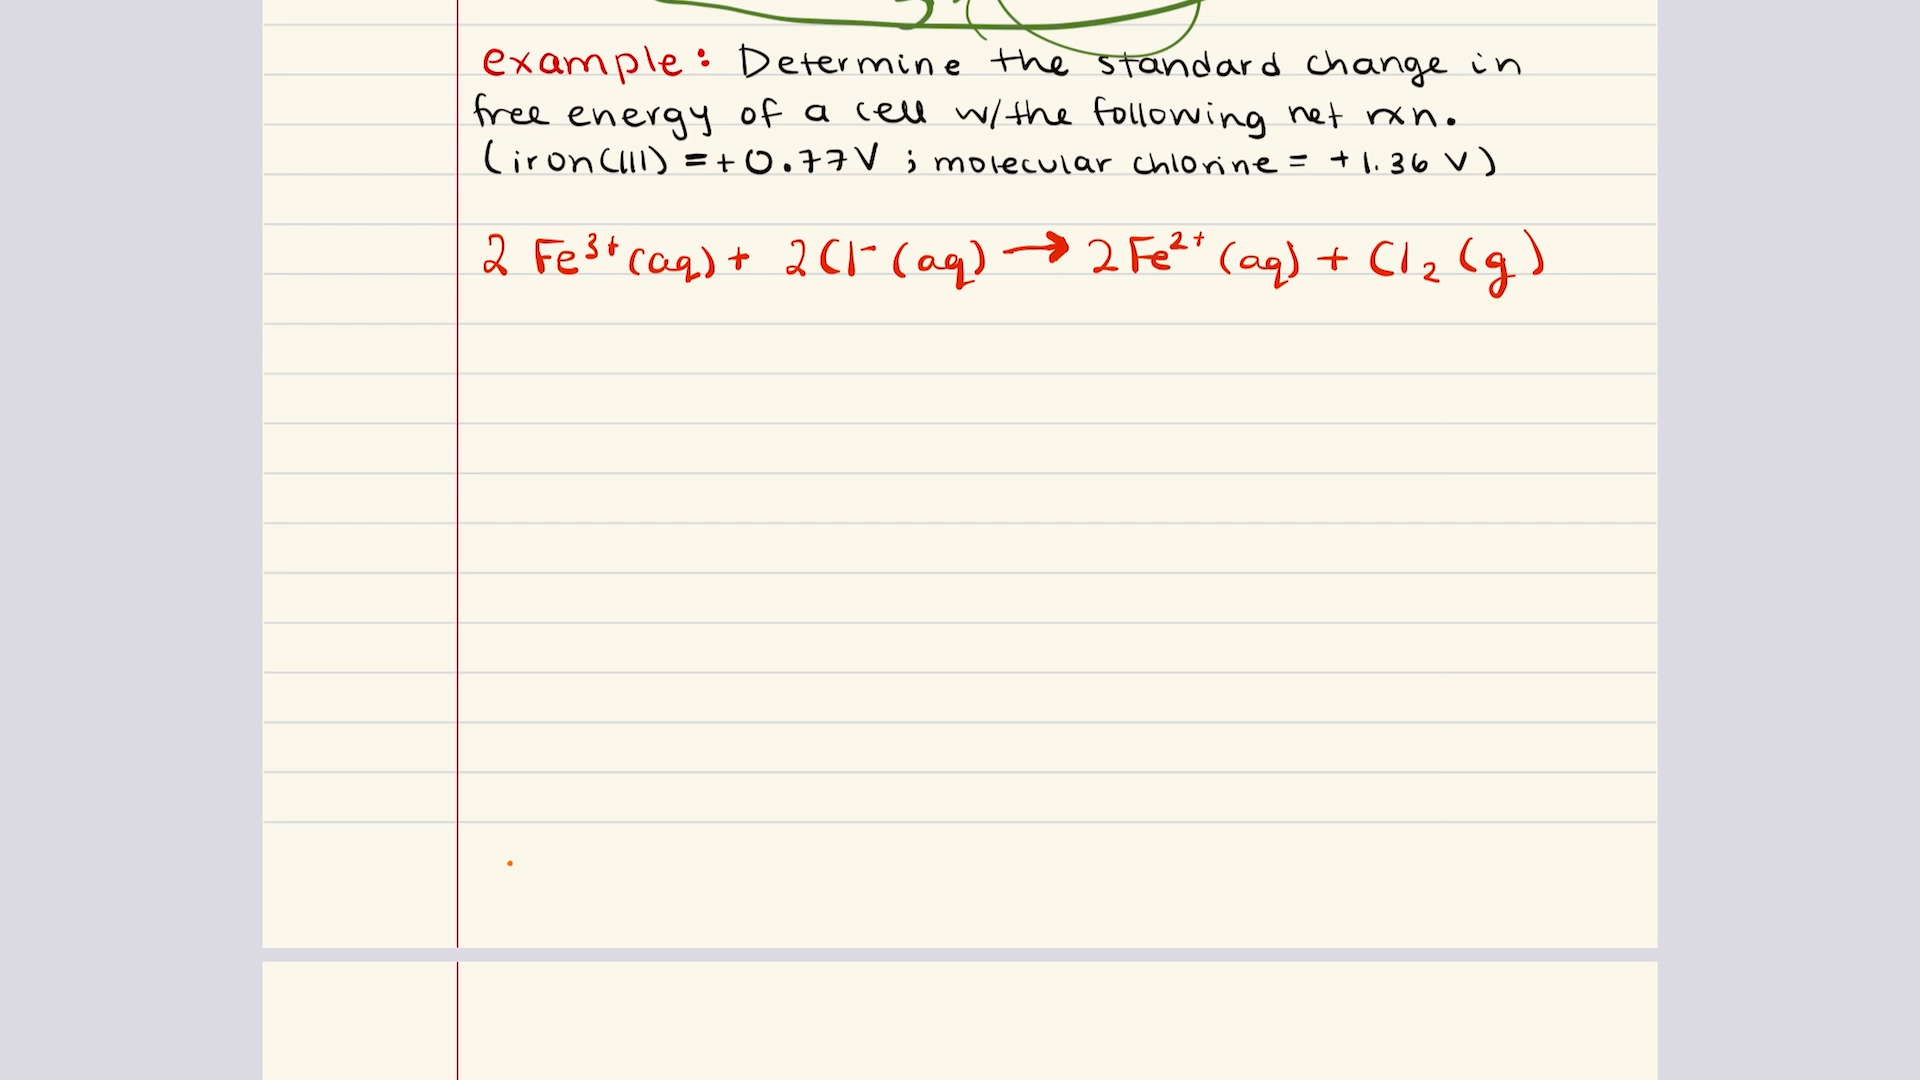 example: Determine the standard change in
free energy of a cell w/the following net rxn.
(iron(III) = +0.77V ; molecular chlorine = +1.36 V)
2 Fe³⁺(aq) + 2Cl⁻(aq) → 2Fe²⁺(aq) + Cl₂(g)